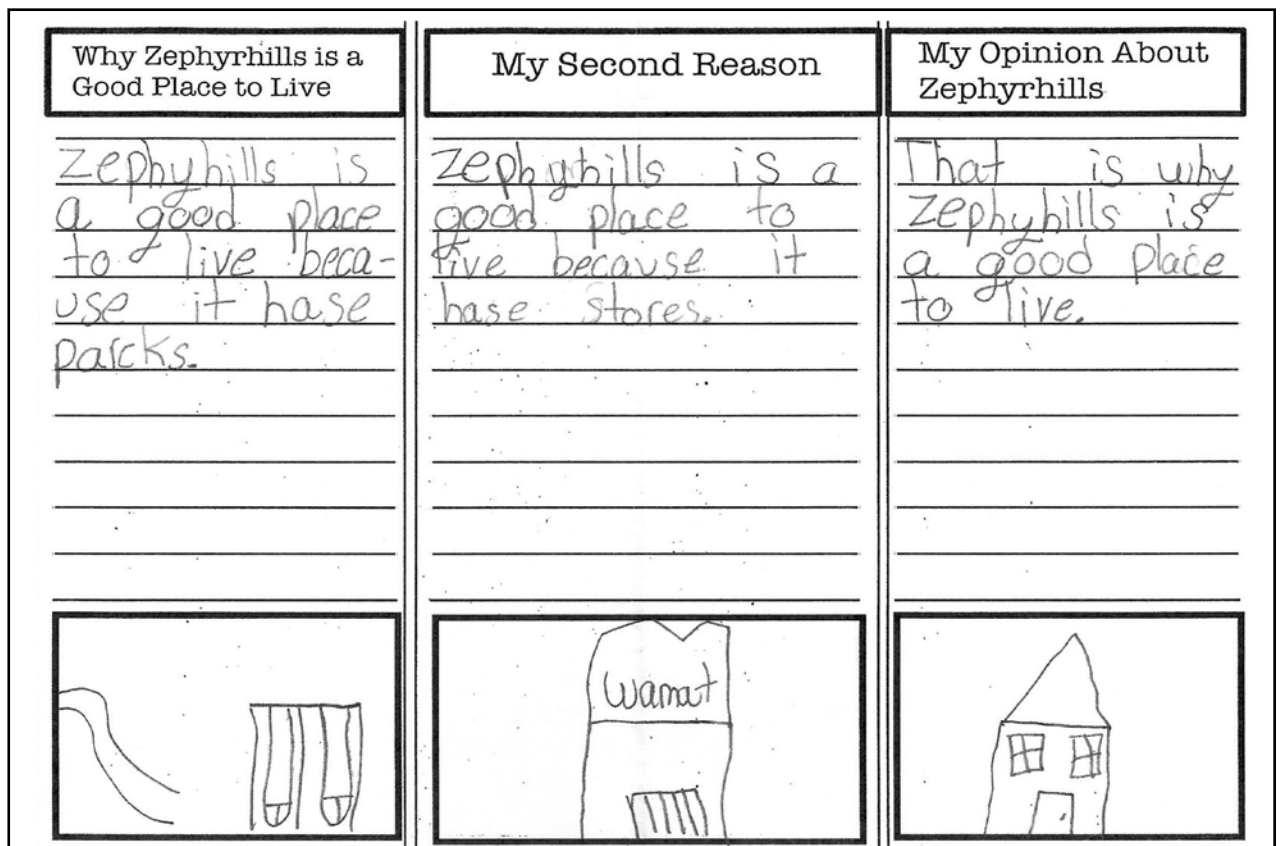 Why Zephyrhills is a
Good Place to Live
Zephyhills is
a good place
to live beca-
use it hase
parcks.
My Second Reason
Zephyhills is a
good place to
live because it
hase stores.
Wamat
My Opinion About
Zephyrhills
That is why
Zephyhills is
a good place
to live.